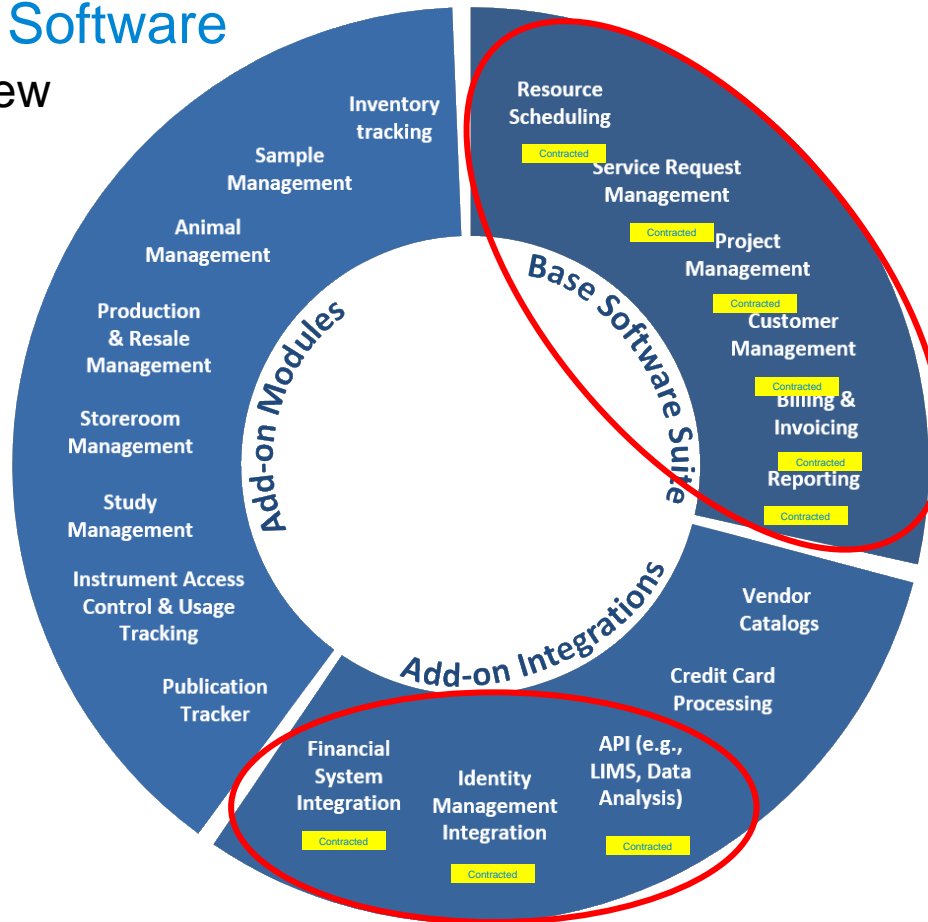 Software
ew
Inventory
tracking
Sample
Management
Animal
Management
Production
& Resale
Management
Storeroom
Management
Study
Management
Instrument Access
Control & Usage
Tracking
Publication
Tracker
Add-on Modules
Resource
Scheduling
Contracted
Service Request
Management
Contracted
Project
Management
Contracted
Customer
Management
Contracted
Billing &
Invoicing
Contracted
Reporting
Contracted
Base Software Suite
Add-on Integrations
Vendor
Catalogs
Credit Card
Processing
API (e.g.,
LIMS, Data
Analysis)
Contracted
Identity
Management
Integration
Contracted
Financial
System
Integration
Contracted